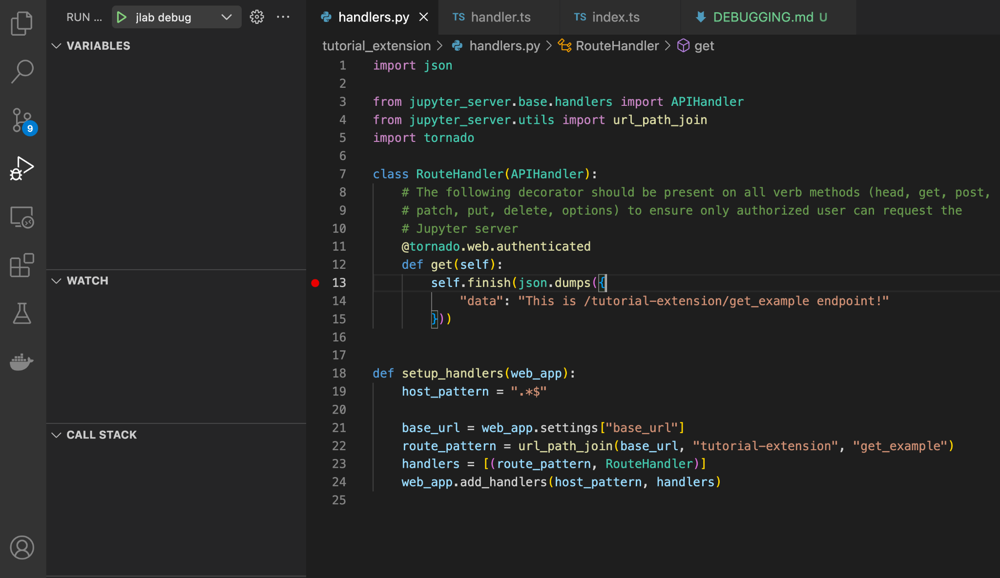 RUN ... jlab debug
VARIABLES
9
WATCH
CALL STACK
handlers.py TS handler.ts TS index.ts DEBUGGING.md U
tutorial_extension > handlers.py > RouteHandler > get
1 import json
2
3 from jupyter_server.base.handlers import APIHandler
4 from jupyter_server.utils import url_path_join
5 import tornado
6
7 class RouteHandler(APIHandler):
8     # The following decorator should be present on all verb methods (head, get, post,
9     # patch, put, delete, options) to ensure only authorized user can request the
10     # Jupyter server
11     @tornado.web.authenticated
12     def get(self):
13         self.finish(json.dumps({
14             "data": "This is /tutorial-extension/get_example endpoint!"
15         }))
16
17
18 def setup_handlers(web_app):
19     host_pattern = ".*$"
20
21     base_url = web_app.settings["base_url"]
22     route_pattern = url_path_join(base_url, "tutorial-extension", "get_example")
23     handlers = [(route_pattern, RouteHandler)]
24     web_app.add_handlers(host_pattern, handlers)
25